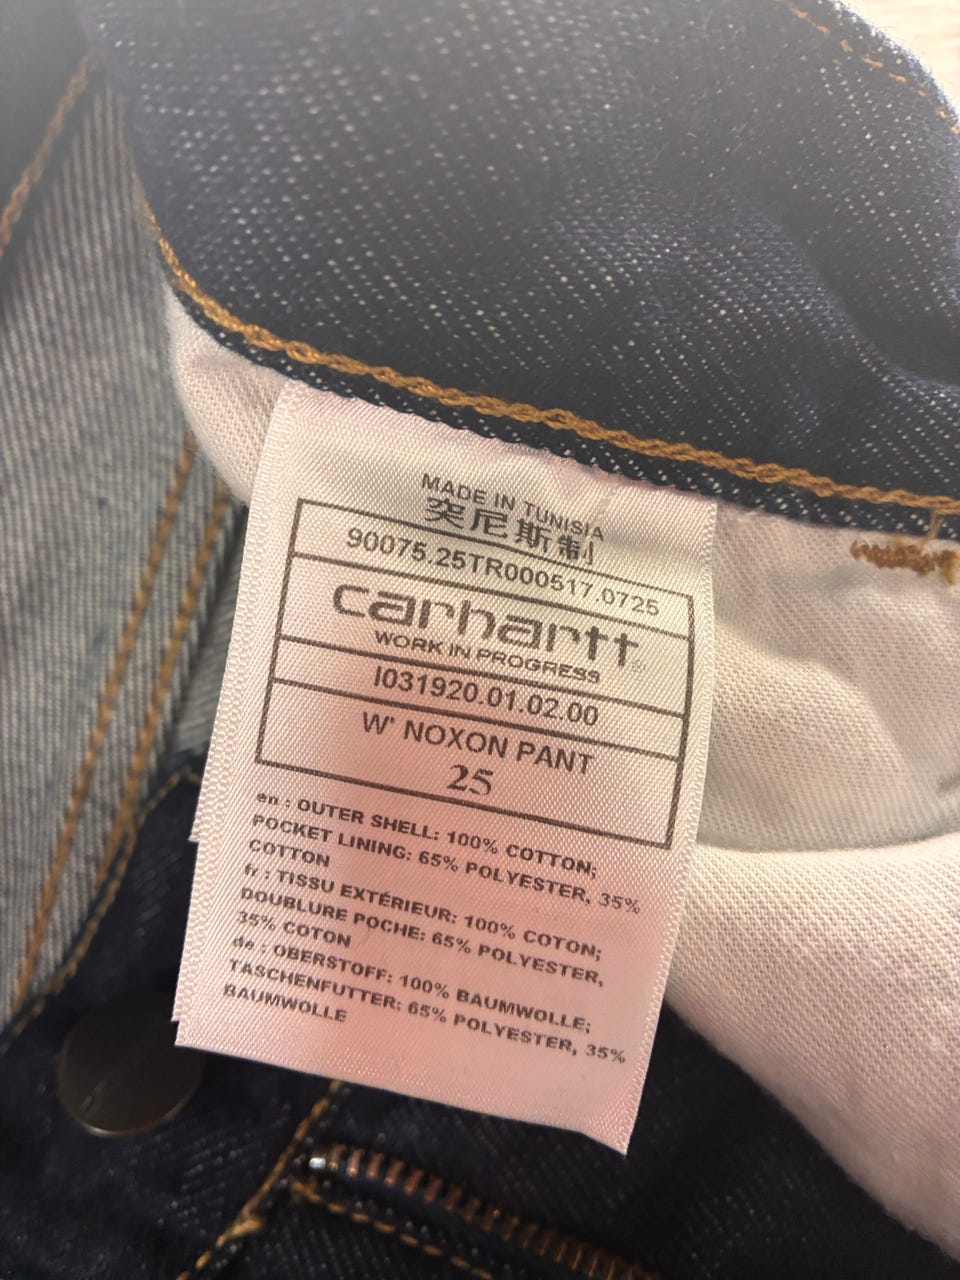 MADE IN TUNISIA
突尼斯制
90075.25TR000517.0725
carhartt®
WORK IN PROGRESS
I031920.01.02.00
W' NOXON PANT
25
en : OUTER SHELL: 100% COTTON;
POCKET LINING: 65% POLYESTER, 35%
COTTON
fr : TISSU EXTÉRIEUR: 100% COTON;
DOUBLURE POCHE: 65% POLYESTER,
35% COTON
de : OBERSTOFF: 100% BAUMWOLLE;
TASCHENFUTTER: 65% POLYESTER, 35%
BAUMWOLLE